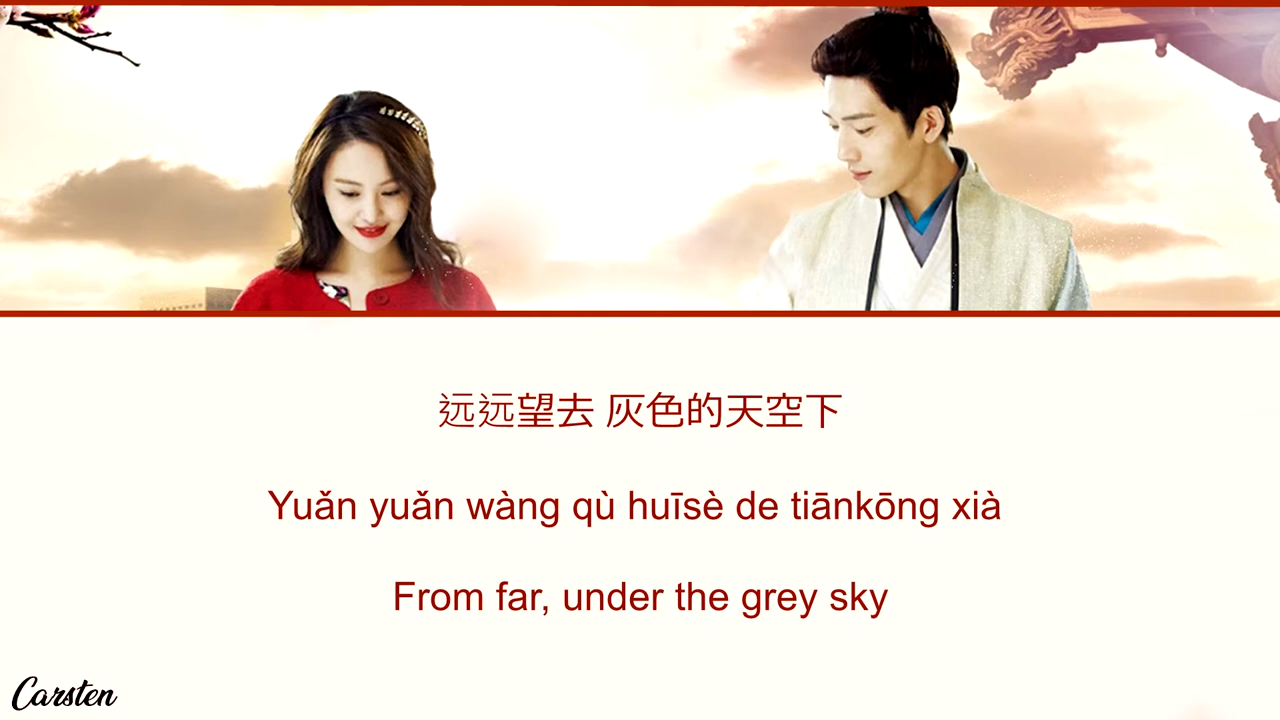 远远望去 灰色的天空下
Yuǎn yuǎn wàng qù huīsè de tiānkōng xià
From far, under the grey sky
Carsten